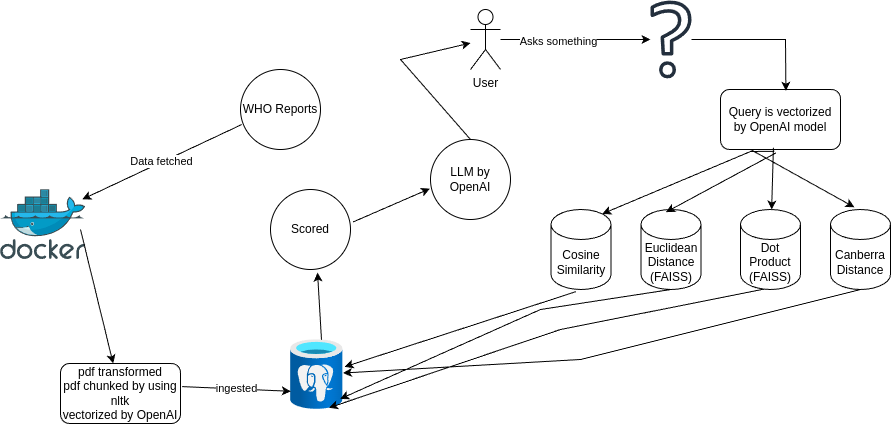 Asks something
?
User
WHO Reports
Query is vectorized
by OpenAI model
Data fetched
LLM by
OpenAI
docker
Scored
Cosine
Similarity
Euclidean
Distance
(FAISS)
Dot
Product
(FAISS)
Canberra
Distance
pdf transformed
pdf chunked by using
nltk
vectorized by OpenAI
ingested